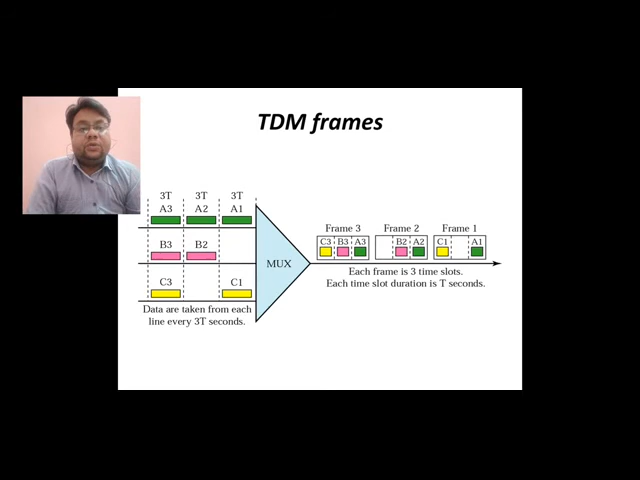 TDM frames
3T 3T 3T
A3 A2 A1
B3 B2
C3 C1
MUX
Data are taken from each
line every 3T seconds.
Frame 3 Frame 2 Frame 1
C3 B3 A3 B2 A2 C1 A1
Each frame is 3 time slots.
Each time slot duration is T seconds.